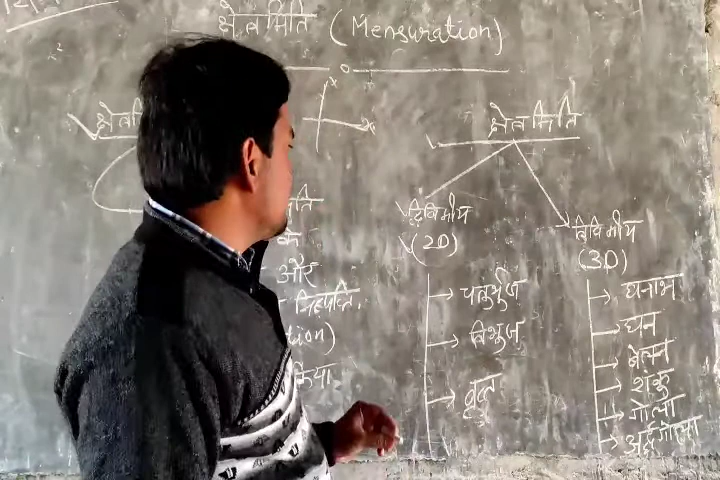 क्षेत्रमिति (Mensuration)
क्षेत्रमिति
द्विविमीय
(2D)
चतुर्भुज
त्रिभुज
वृत्त
त्रिविमीय
(3D)
घनाभ
घन
बेलन
शंकु
गोला
अर्द्धगोला
और
tion)
क्रिया